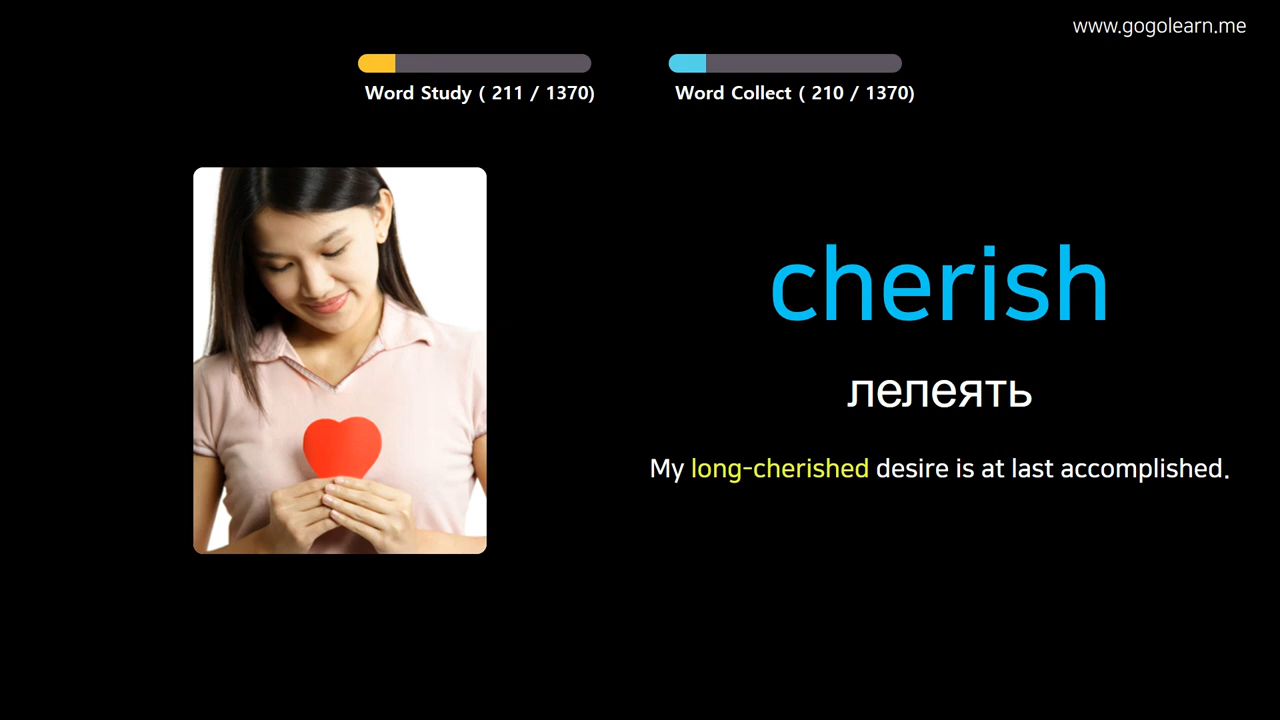 www.gogolearn.me
Word Study ( 211 / 1370)
Word Collect ( 210 / 1370)
cherish
лелеять
My long-cherished desire is at last accomplished.